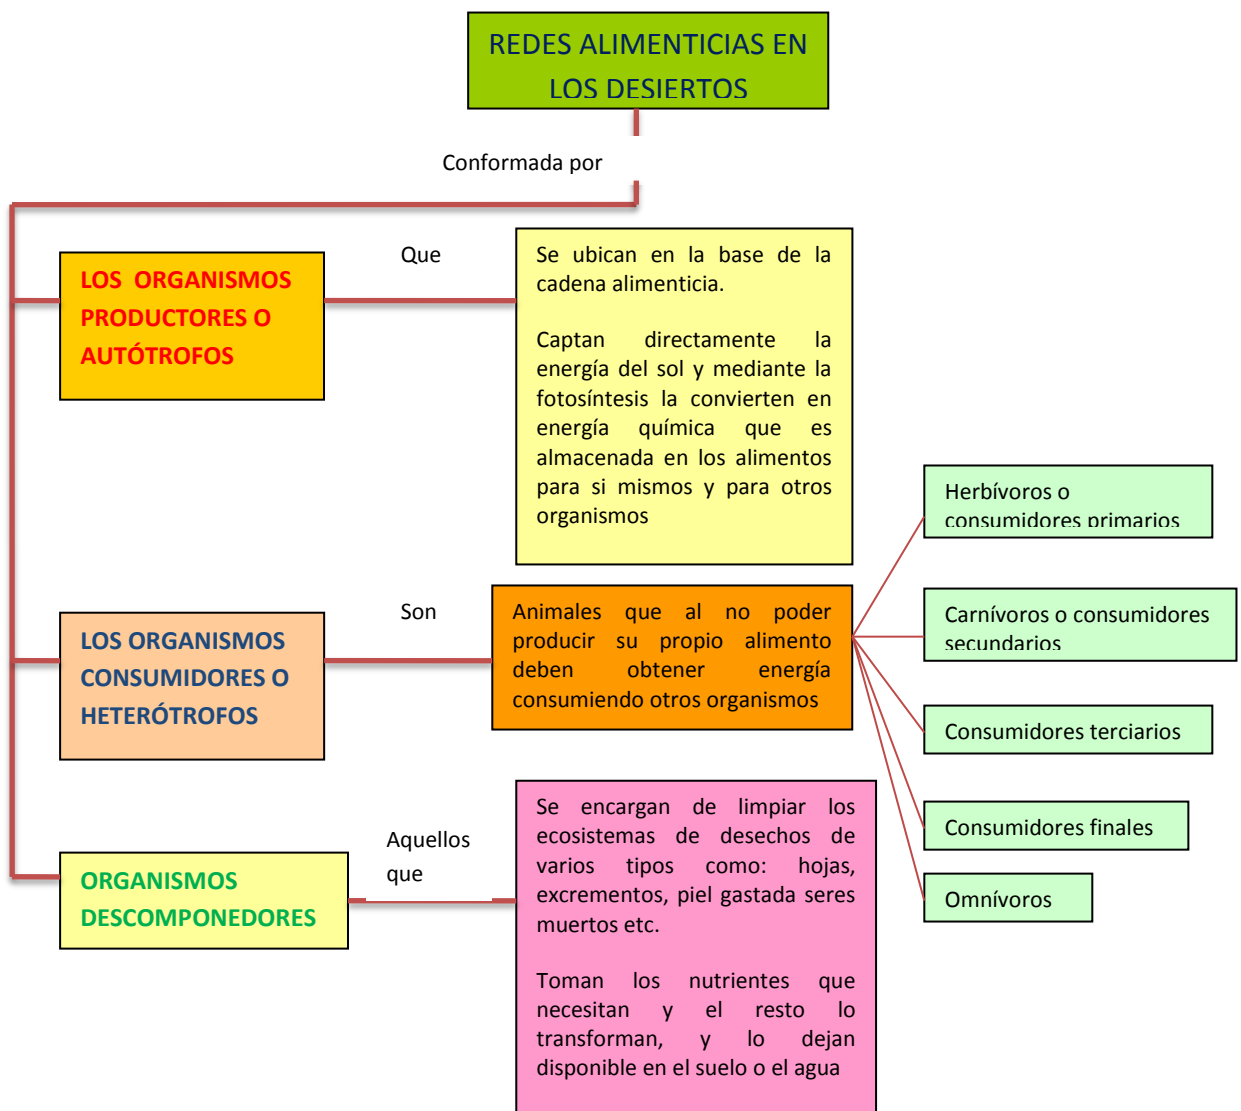 REDES ALIMENTICIAS EN
LOS DESIERTOS
Conformada por
LOS ORGANISMOS
PRODUCTORES O
AUTÓTROFOS
Que
Se ubican en la base de la
cadena alimenticia.
Captan directamente la
energía del sol y mediante la
fotosíntesis la convierten en
energía química que es
almacenada en los alimentos
para si mismos y para otros
organismos
LOS ORGANISMOS
CONSUMIDORES O
HETERÓTROFOS
Son
Animales que al no poder
producir su propio alimento
deben obtener energía
consumiendo otros organismos
Herbívoros o
consumidores primarios
Carnívoros o consumidores
secundarios
Consumidores terciarios
Consumidores finales
Omnívoros
ORGANISMOS
DESCOMPONEDORES
Aquellos
que
Se encargan de limpiar los
ecosistemas de desechos de
varios tipos como: hojas,
excrementos, piel gastada seres
muertos etc.
Toman los nutrientes que
necesitan y el resto lo
transforman, y lo dejan
disponible en el suelo o el agua